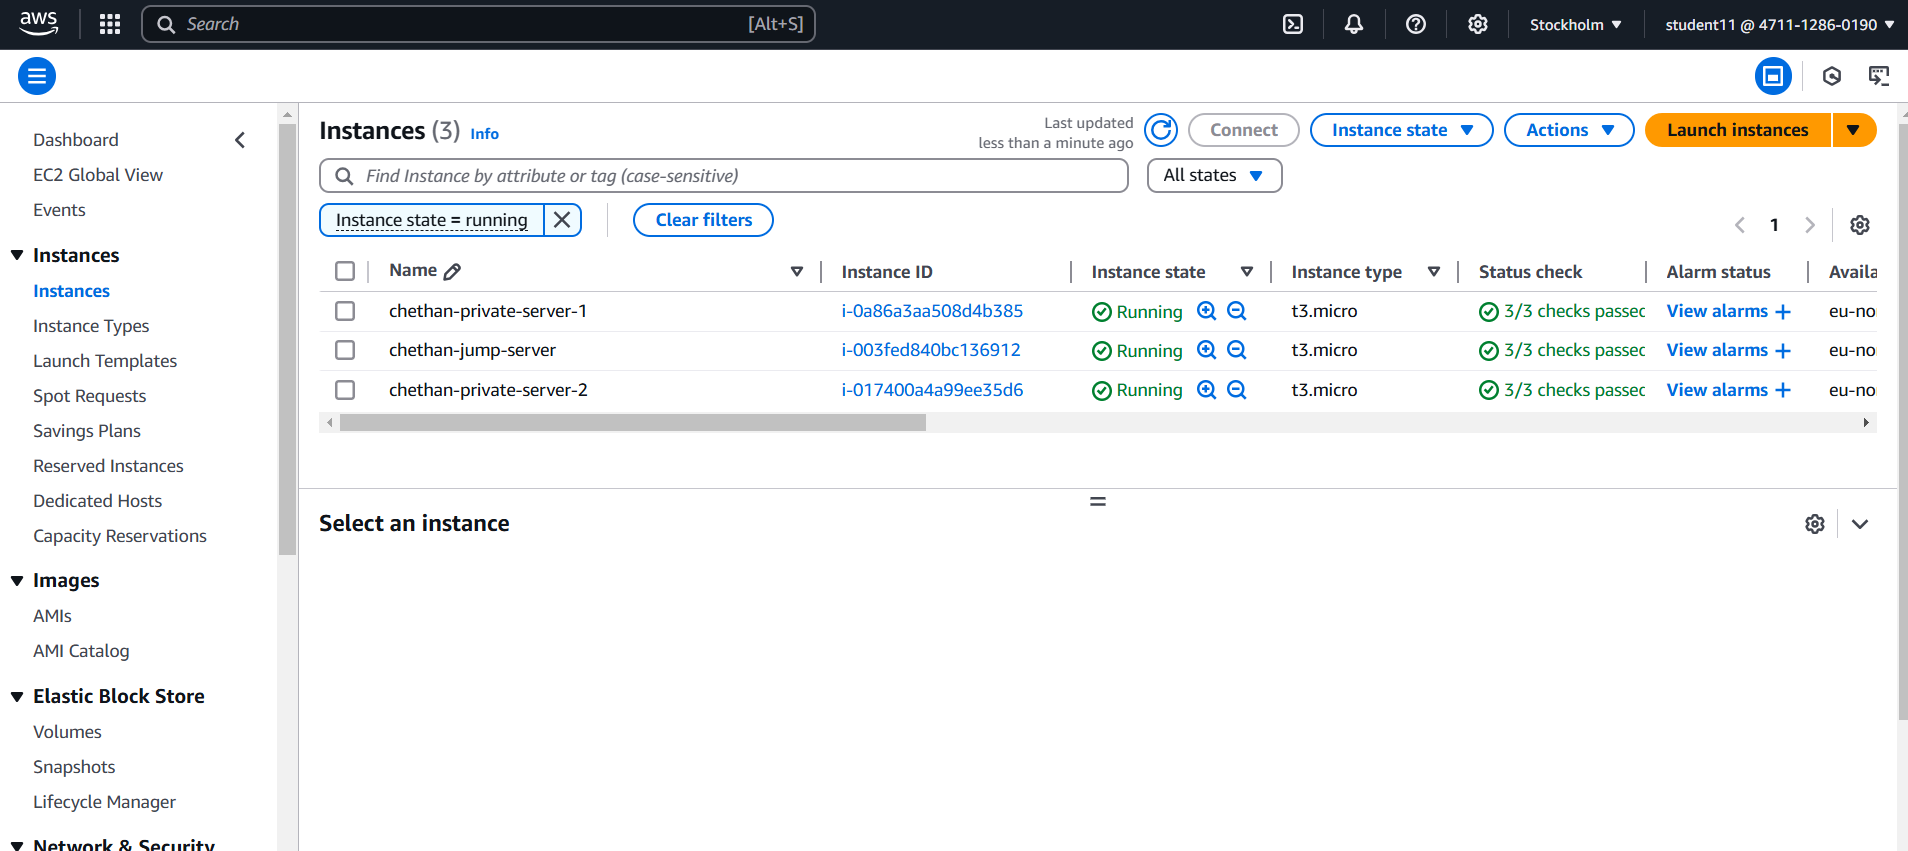 aws
Search [Alt+S]
Stockholm
student11 @ 4711-1286-0190
Dashboard
EC2 Global View
Events
Instances
Instances
Instance Types
Launch Templates
Spot Requests
Savings Plans
Reserved Instances
Dedicated Hosts
Capacity Reservations
Images
AMIs
AMI Catalog
Elastic Block Store
Volumes
Snapshots
Lifecycle Manager
Network & Security
Instances (3) Info
Last updated
less than a minute ago
Connect
Instance state
Actions
Launch instances
Find Instance by attribute or tag (case-sensitive)
All states
Instance state = running
Clear filters
1
Name Instance ID Instance state Instance type Status check Alarm status Availa
chethan-private-server-1 i-0a86a3aa508d4b385 Running t3.micro 3/3 checks passec View alarms + eu-no
chethan-jump-server i-003fed840bc136912 Running t3.micro 3/3 checks passec View alarms + eu-no
chethan-private-server-2 i-017400a4a99ee35d6 Running t3.micro 3/3 checks passec View alarms + eu-no
Select an instance